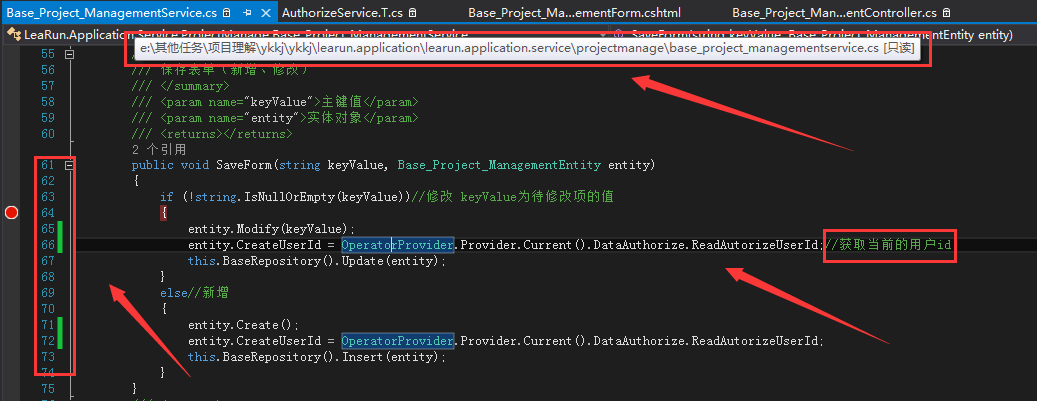 Base_Project_ManagementService.cs AuthorizeService.T.cs Base_Project_Ma...ementForm.cshtml Base_Project_Man...entController.cs
LeaRun.Application.Service.ProjectManage.Base_Project_ManagementService SaveForm(string keyValue, Base_Project_ManagementEntity entity)
e:\其他任务\项目理解\ykkj\ykkj\learun.application\learun.application.service\projectmanage\base_project_managementservice.cs [只读]
55
56 /// 保存表单（新增、修改）
57 /// </summary>
58 /// <param name="keyValue">主键值</param>
59 /// <param name="entity">实体对象</param>
60 /// <returns></returns>
2 个引用
61 public void SaveForm(string keyValue, Base_Project_ManagementEntity entity)
62 {
63 if (!string.IsNullOrEmpty(keyValue))//修改 keyValue为待修改项的值
64 {
65 entity.Modify(keyValue);
66 entity.CreateUserId = OperatorProvider.Provider.Current().DataAuthorize.ReadAutorizeUserId;//获取当前的用户id
67 this.BaseRepository().Update(entity);
68 }
69 else//新增
70 {
71 entity.Create();
72 entity.CreateUserId = OperatorProvider.Provider.Current().DataAuthorize.ReadAutorizeUserId;
73 this.BaseRepository().Insert(entity);
74 }
75 }